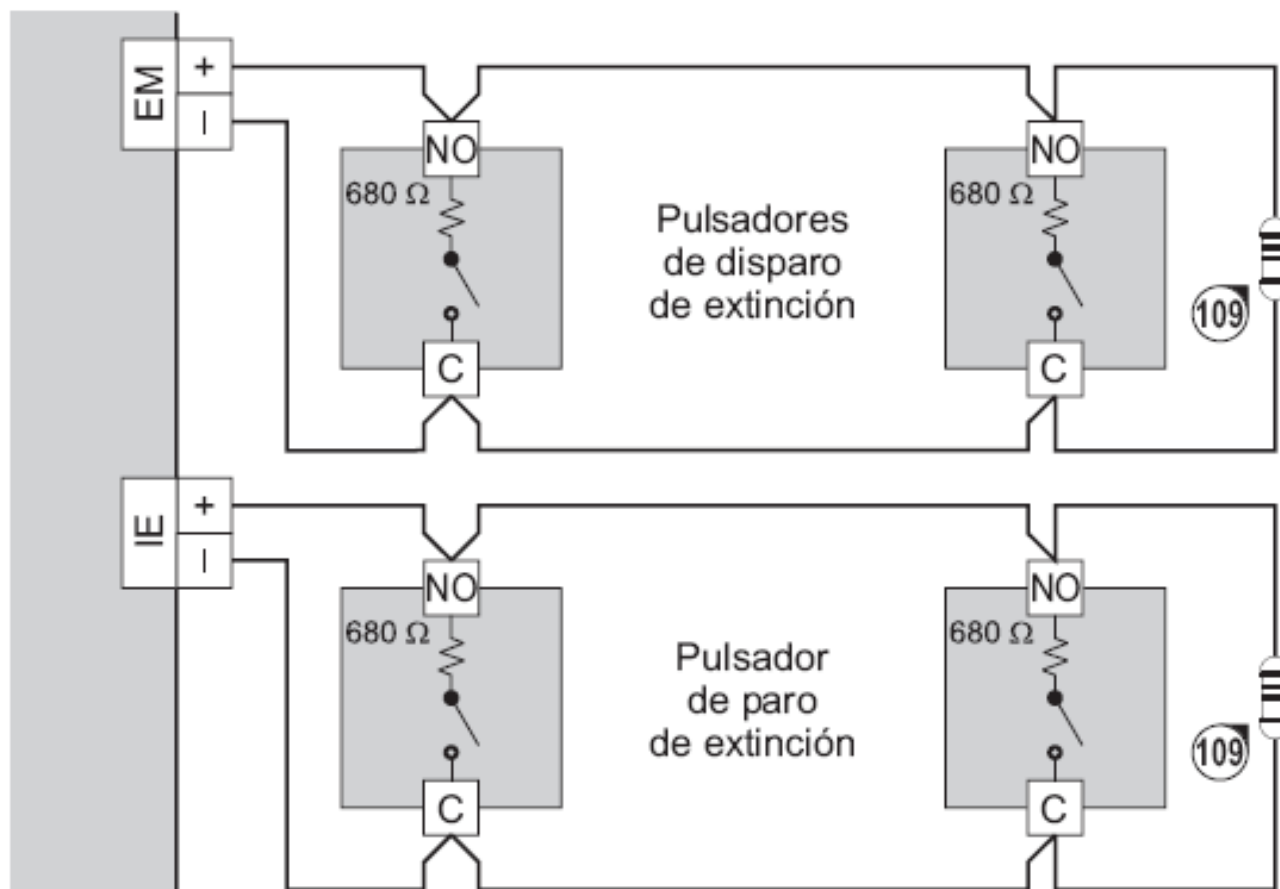 EM
+
–
NO
680 Ω
C
Pulsadores
de disparo
de extinción
NO
680 Ω
C
109
IE
+
–
NO
680 Ω
C
Pulsador
de paro
de extinción
NO
680 Ω
C
109